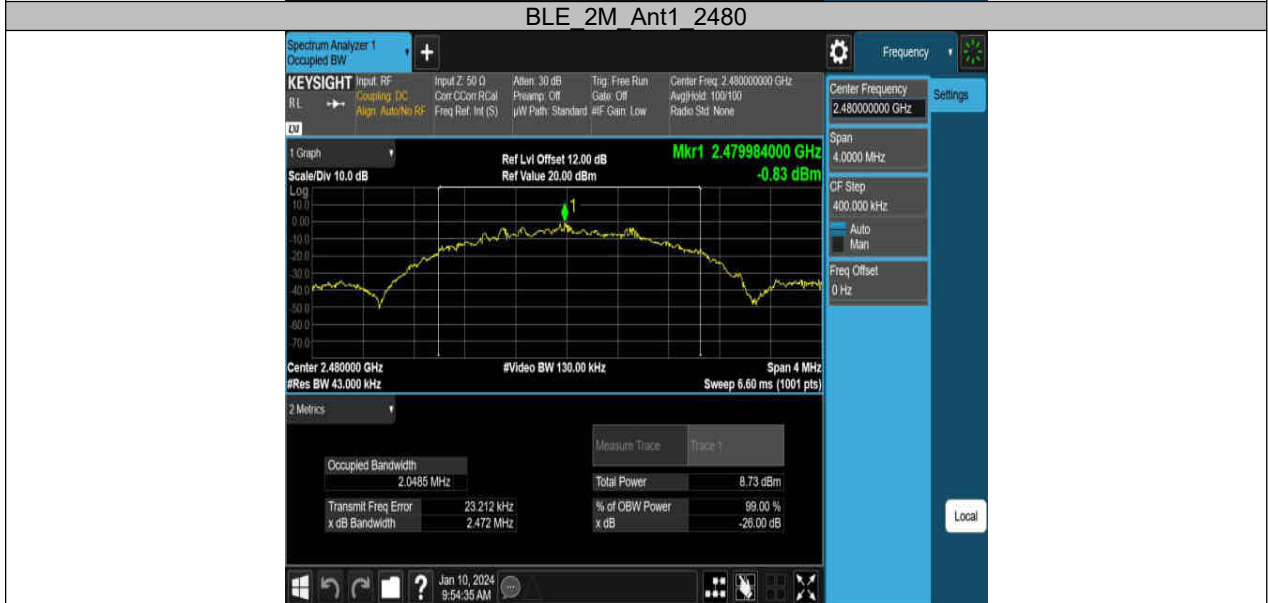 BLE_2M_Ant1_2480
Spectrum Analyzer 1
Occupied BW
+
Frequency
KEYSIGHT
RL
LXI
Input: RF
Coupling: DC
Align: Auto/No RF
Input Z: 50 Ω
Corr CCorr RCal
Freq Ref: Int (S)
Atten: 30 dB
Preamp: Off
µW Path: Standard
Trig: Free Run
Gate: Off
#IF Gain: Low
Center Freq: 2.480000000 GHz
Avg|Hold: 100/100
Radio Std: None
Center Frequency
2.480000000 GHz
Settings
Span
4.0000 MHz
CF Step
400.000 kHz
Auto
Man
Freq Offset
0 Hz
1 Graph
Scale/Div 10.0 dB
Ref Lvl Offset 12.00 dB
Ref Value 20.00 dBm
Mkr1 2.479984000 GHz
-0.83 dBm
Log
10.0
0.00
-10.0
-20.0
-30.0
-40.0
-50.0
-60.0
-70.0
1
Center 2.480000 GHz
#Res BW 43.000 kHz
#Video BW 130.00 kHz
Span 4 MHz
Sweep 6.60 ms (1001 pts)
2 Metrics
Measure Trace Trace 1
Occupied Bandwidth
2.0485 MHz
Total Power 8.73 dBm
Transmit Freq Error 23.212 kHz
% of OBW Power 99.00 %
x dB Bandwidth 2.472 MHz
x dB -26.00 dB
Local
?
Jan 10, 2024
9:54:35 AM